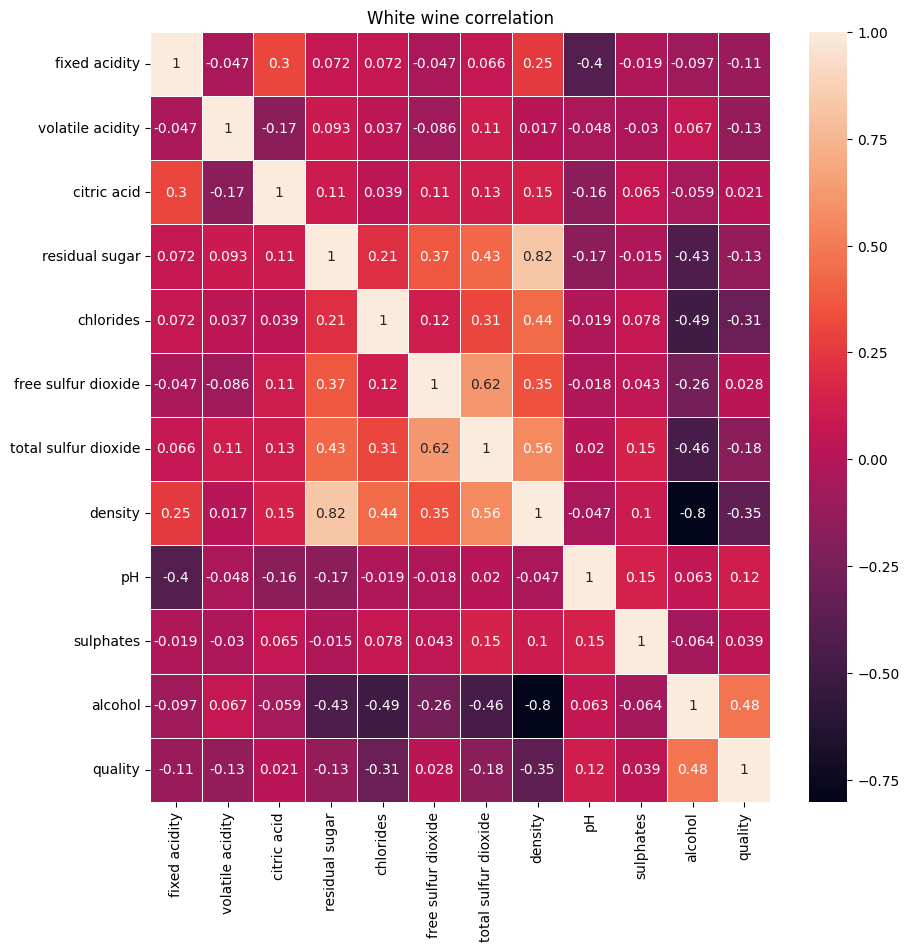 White wine correlation
fixed acidity 1 -0.047 0.3 0.072 0.072 -0.047 0.066 0.25 -0.4 -0.019 -0.097 -0.11
volatile acidity -0.047 1 -0.17 0.093 0.037 -0.086 0.11 0.017 -0.048 -0.03 0.067 -0.13
citric acid 0.3 -0.17 1 0.11 0.039 0.11 0.13 0.15 -0.16 0.065 -0.059 0.021
residual sugar 0.072 0.093 0.11 1 0.21 0.37 0.43 0.82 -0.17 -0.015 -0.43 -0.13
chlorides 0.072 0.037 0.039 0.21 1 0.12 0.31 0.44 -0.019 0.078 -0.49 -0.31
free sulfur dioxide -0.047 -0.086 0.11 0.37 0.12 1 0.62 0.35 -0.018 0.043 -0.26 0.028
total sulfur dioxide 0.066 0.11 0.13 0.43 0.31 0.62 1 0.56 0.02 0.15 -0.46 -0.18
density 0.25 0.017 0.15 0.82 0.44 0.35 0.56 1 -0.047 0.1 -0.8 -0.35
pH -0.4 -0.048 -0.16 -0.17 -0.019 -0.018 0.02 -0.047 1 0.15 0.063 0.12
sulphates -0.019 -0.03 0.065 -0.015 0.078 0.043 0.15 0.1 0.15 1 -0.064 0.039
alcohol -0.097 0.067 -0.059 -0.43 -0.49 -0.26 -0.46 -0.8 0.063 -0.064 1 0.48
quality -0.11 -0.13 0.021 -0.13 -0.31 0.028 -0.18 -0.35 0.12 0.039 0.48 1
fixed acidity
volatile acidity
citric acid
residual sugar
chlorides
free sulfur dioxide
total sulfur dioxide
density
pH
sulphates
alcohol
quality
1.00
0.75
0.50
0.25
0.00
−0.25
−0.50
−0.75